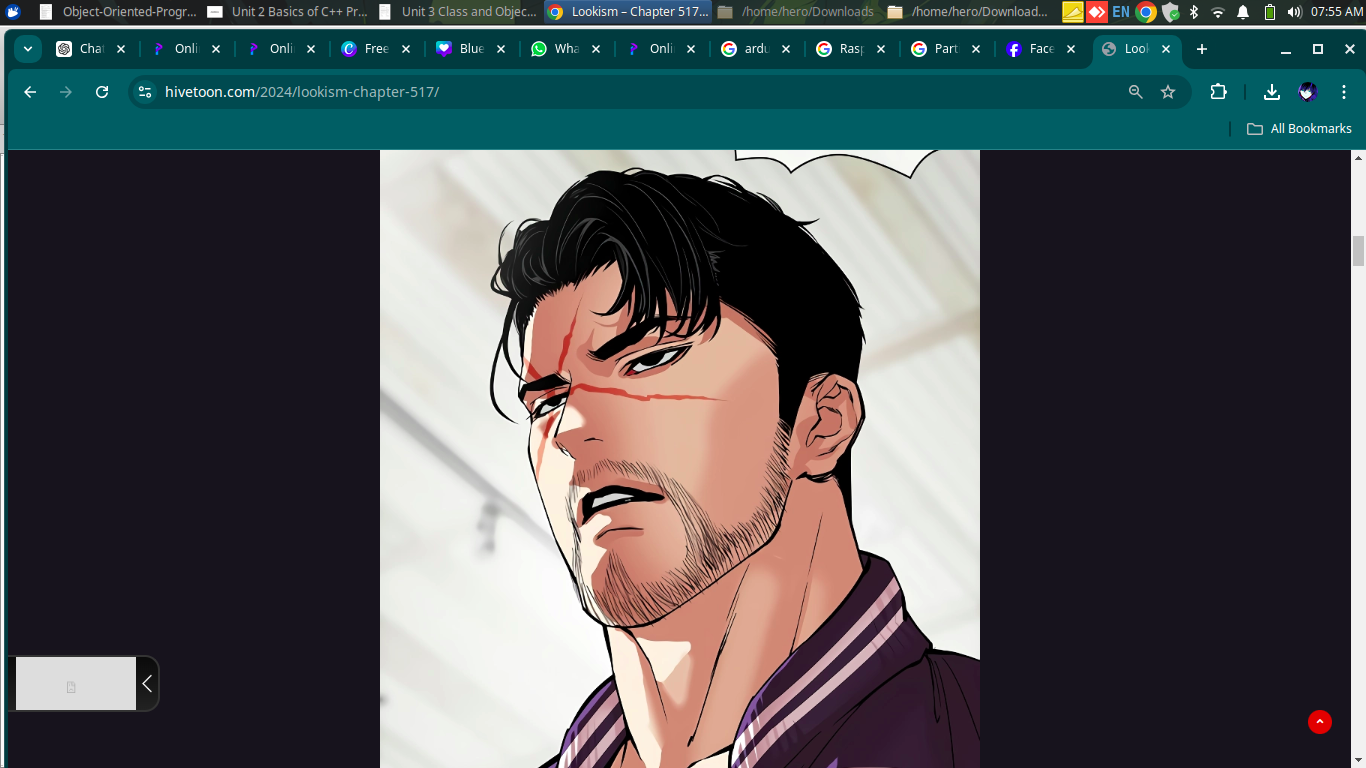 Object-Oriented-Progr... Unit 2 Basics of C++ Pr... Unit 3 Class and Objec... Lookism – Chapter 517... /home/hero/Downloads /home/hero/Download... EN 07:55 AM
Chat Onli Onli Free Blue Wha Onli ardu Rasp Part Face Look
hivetoon.com/2024/lookism-chapter-517/
All Bookmarks